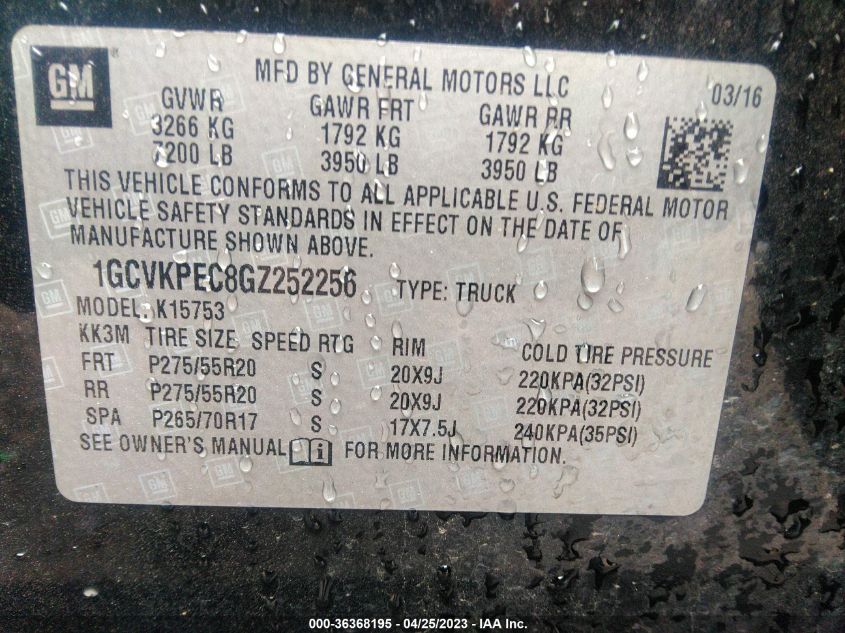 GM
MFD BY GENERAL MOTORS LLC
03/16
GVWR GAWR FRT GAWR RR
3266 KG 1792 KG 1792 KG
7200 LB 3950 LB 3950 LB
THIS VEHICLE CONFORMS TO ALL APPLICABLE U.S. FEDERAL MOTOR
VEHICLE SAFETY STANDARDS IN EFFECT ON THE DATE OF
MANUFACTURE SHOWN ABOVE.
1GCVKPEC8GZ252256 TYPE: TRUCK
MODEL: K15753
KK3M TIRE SIZE SPEED RTG RIM COLD TIRE PRESSURE
FRT P275/55R20 S 20X9J 220KPA(32PSI)
RR P275/55R20 S 20X9J 220KPA(32PSI)
SPA P265/70R17 S 17X7.5J 240KPA(35PSI)
SEE OWNER'S MANUAL FOR MORE INFORMATION.
000-36368195 - 04/25/2023 - IAA Inc.